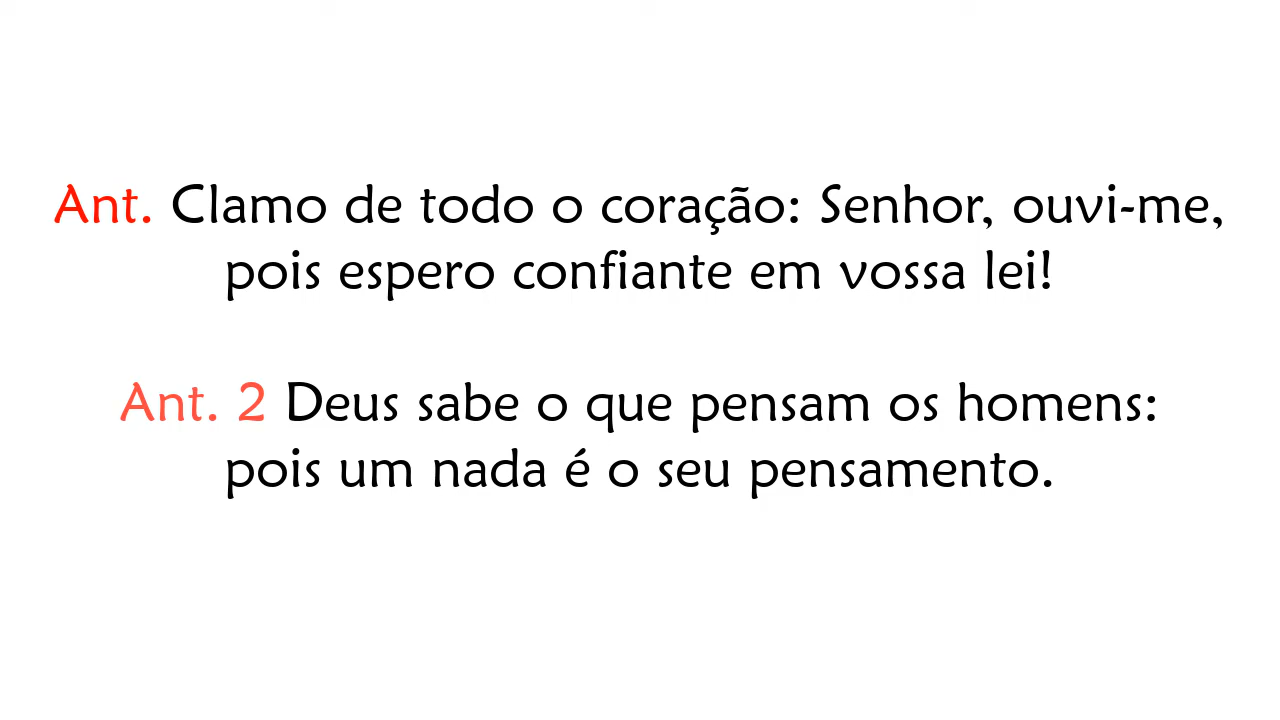 Ant. Clamo de todo o coração: Senhor, ouvi-me,
pois espero confiante em vossa lei!
Ant. 2 Deus sabe o que pensam os homens:
pois um nada é o seu pensamento.